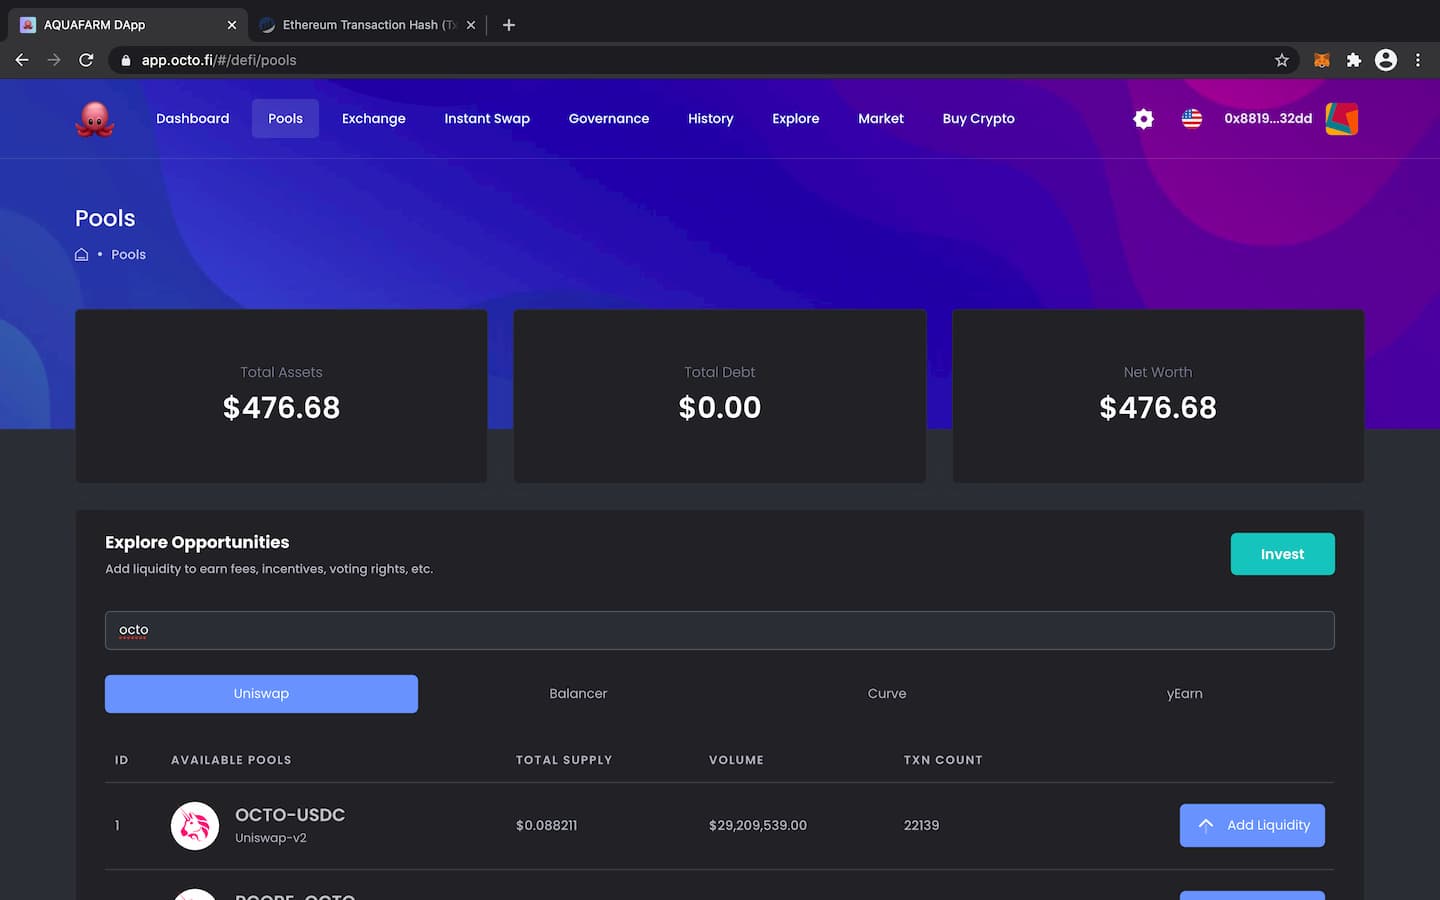 AQUAFARM DApp
Ethereum Transaction Hash (Tx
app.octo.fi/#/defi/pools
Dashboard
Pools
Exchange
Instant Swap
Governance
History
Explore
Market
Buy Crypto
0x8819...32dd
Pools
Pools
Total Assets
$476.68
Total Debt
$0.00
Net Worth
$476.68
Explore Opportunities
Add liquidity to earn fees, incentives, voting rights, etc.
Invest
octo
Uniswap
Balancer
Curve
yEarn
ID AVAILABLE POOLS TOTAL SUPPLY VOLUME TXN COUNT
1
OCTO-USDC
Uniswap-v2
$0.088211
$29,209,539.00
22139
Add Liquidity